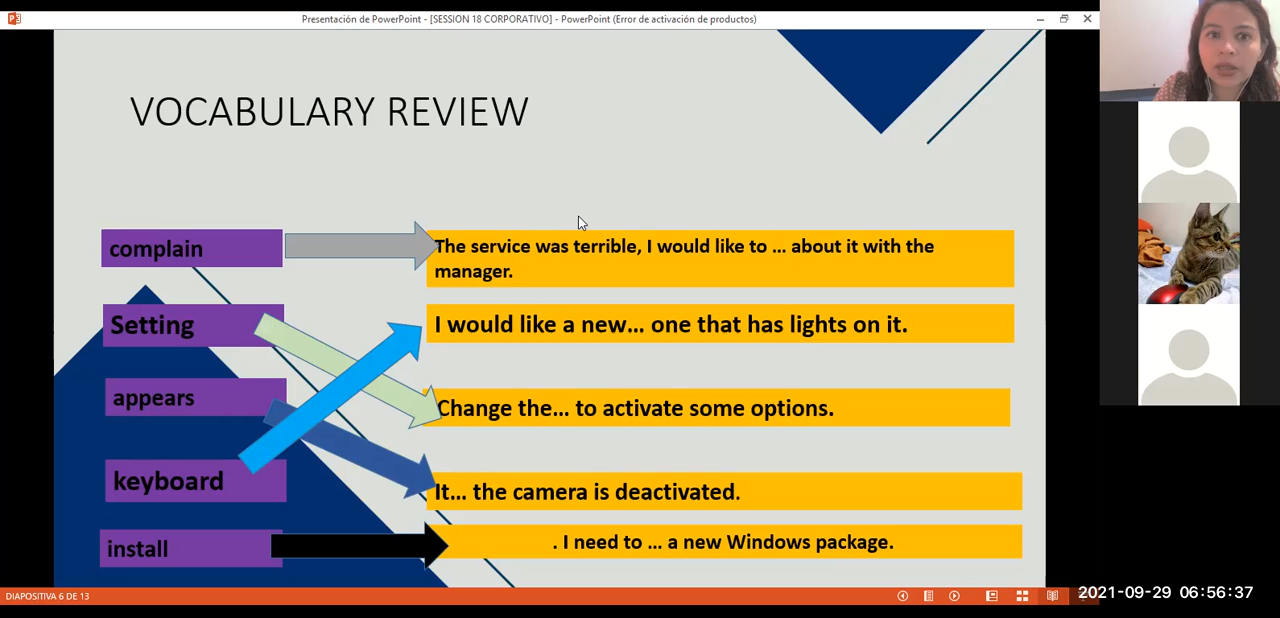 Presentación de PowerPoint - [SESSION 18 CORPORATIVO] - PowerPoint (Error de activación de productos)
VOCABULARY REVIEW
complain
The service was terrible, I would like to ... about it with the
manager.
Setting
I would like a new... one that has lights on it.
appears
Change the... to activate some options.
keyboard
It... the camera is deactivated.
install
. I need to ... a new Windows package.
DIAPOSITIVA 6 DE 13
2021-09-29 06:56:37